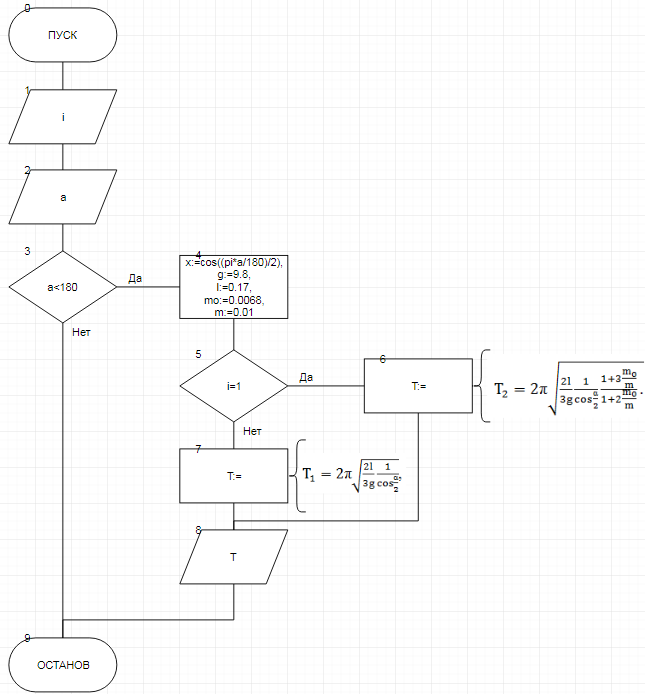 0
ПУСК
1
i
2
a
3
a<180
Да
Нет
4
x:=cos((pi*a/180)/2),
g:=9.8,
l:=0.17,
mo:=0.0068,
m:=0.01
5
i=1
Да
Нет
6
T:=
T₂ = 2π√(2l/3g 1/cos(a/2) (1+3 m₀/m)/(1+2 m₀/m)).
7
T:=
T₁ = 2π√(2l/3g 1/cos(a/2)),
8
T
9
ОСТАНОВ